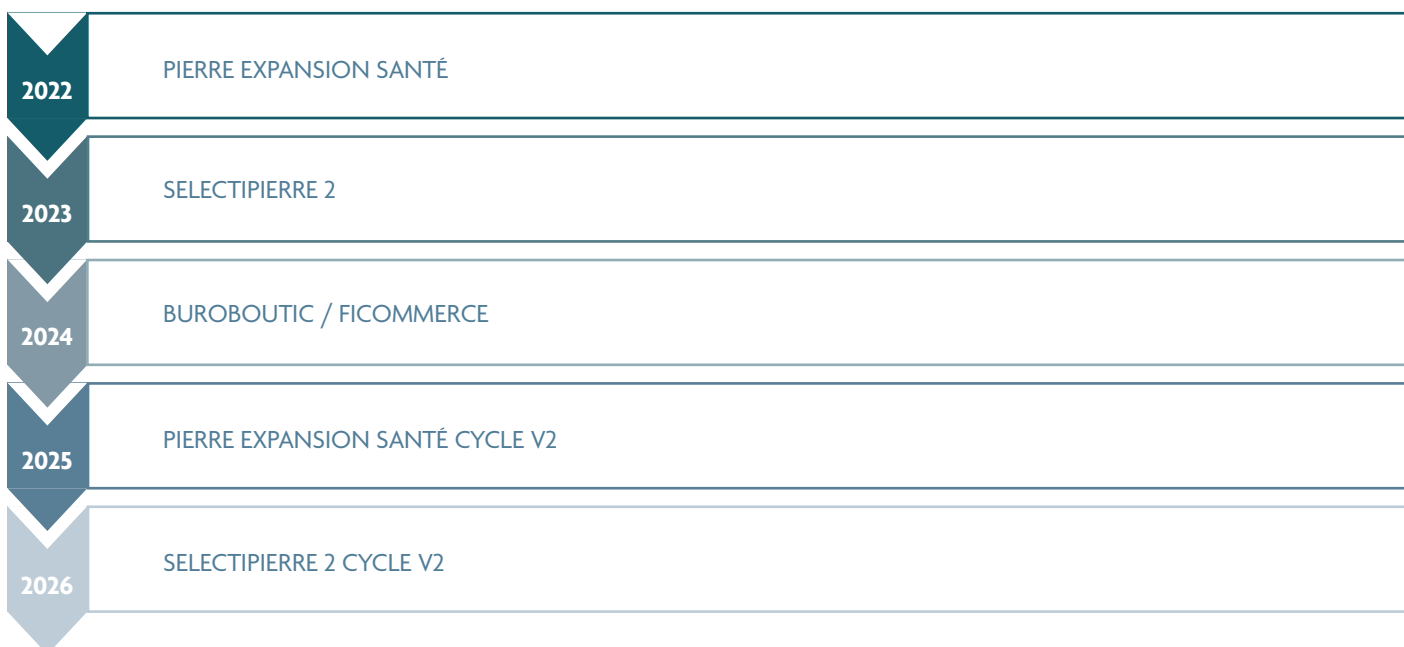 2022
PIERRE EXPANSION SANTÉ
2023
SELECTIPIERRE 2
2024
BUROBOUTIC / FICOMMERCE
2025
PIERRE EXPANSION SANTÉ CYCLE V2
2026
SELECTIPIERRE 2 CYCLE V2